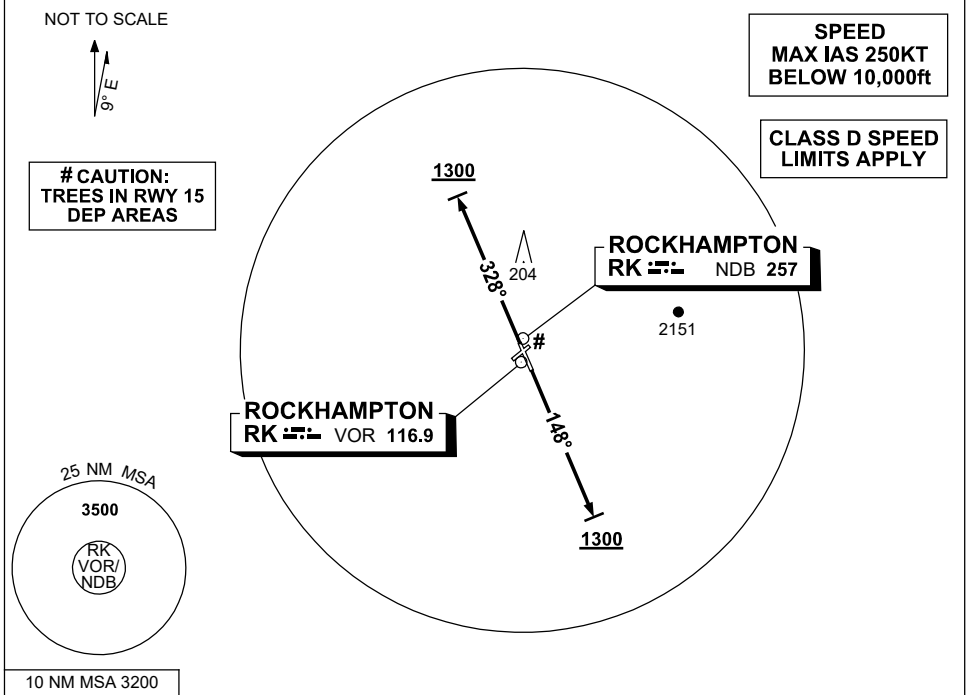 NOT TO SCALE
9° E
SPEED
MAX IAS 250KT
BELOW 10,000ft
CLASS D SPEED
LIMITS APPLY
# CAUTION:
TREES IN RWY 15
DEP AREAS
1300
328°
204
ROCKHAMPTON
RK NDB 257
2151
#
ROCKHAMPTON
RK VOR 116.9
148°
1300
25 NM MSA
3500
RK
VOR/
NDB
10 NM MSA 3200